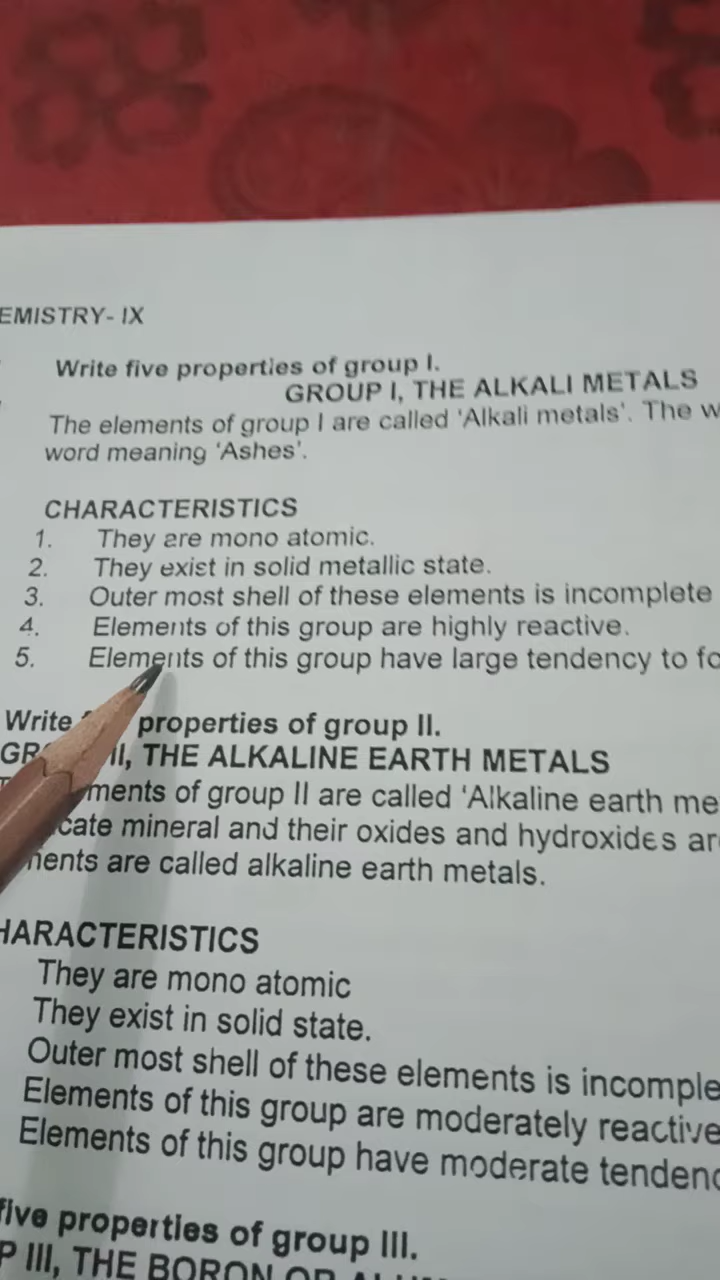 EMISTRY- IX
Write five properties of group I.
GROUP I, THE ALKALI METALS
The elements of group I are called ‘Alkali metals’. The w
word meaning ‘Ashes’.
CHARACTERISTICS
1. They are mono atomic.
2. They exist in solid metallic state.
3. Outer most shell of these elements is incomplete
4. Elements of this group are highly reactive.
5. Elements of this group have large tendency to fo
Write properties of group II.
II, THE ALKALINE EARTH METALS
ments of group II are called ‘Alkaline earth me
cate mineral and their oxides and hydroxides ar
ments are called alkaline earth metals.
HARACTERISTICS
They are mono atomic
They exist in solid state.
Outer most shell of these elements is incomple
Elements of this group are moderately reactive
Elements of this group have moderate tendenc
five properties of group III.
P III, THE BORON OR